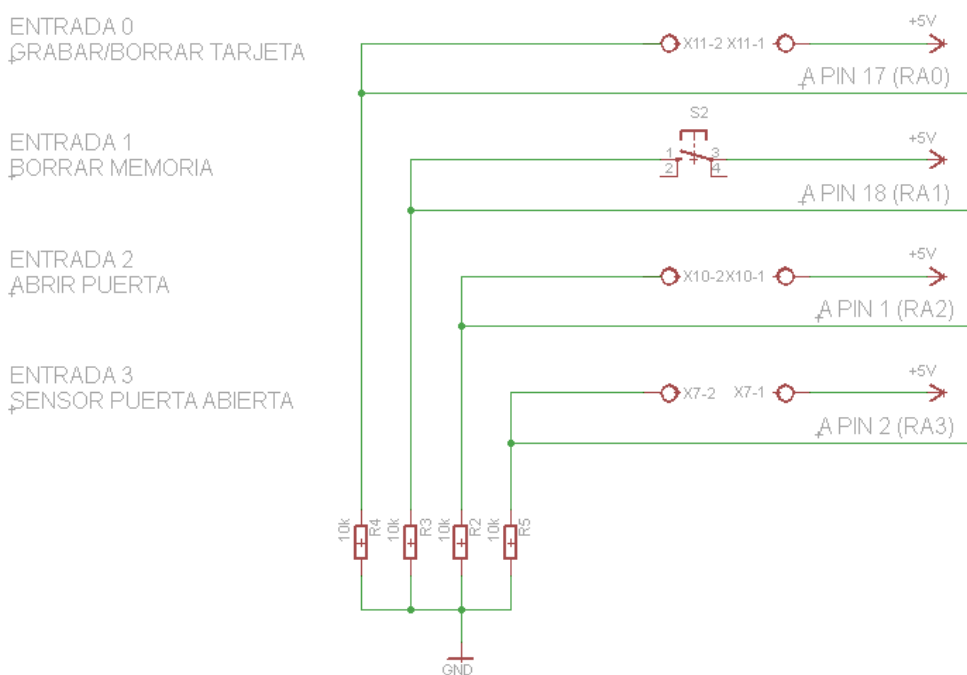 ENTRADA 0
GRABAR/BORRAR TARJETA
X11-2 X11-1
+5V
A PIN 17 (RA0)
ENTRADA 1
BORRAR MEMORIA
S2
1
2
3
4
+5V
A PIN 18 (RA1)
ENTRADA 2
ABRIR PUERTA
X10-2X10-1
+5V
A PIN 1 (RA2)
ENTRADA 3
SENSOR PUERTA ABIERTA
X7-2 X7-1
+5V
A PIN 2 (RA3)
10k R4
10k R3
10k R2
10k R5
GND